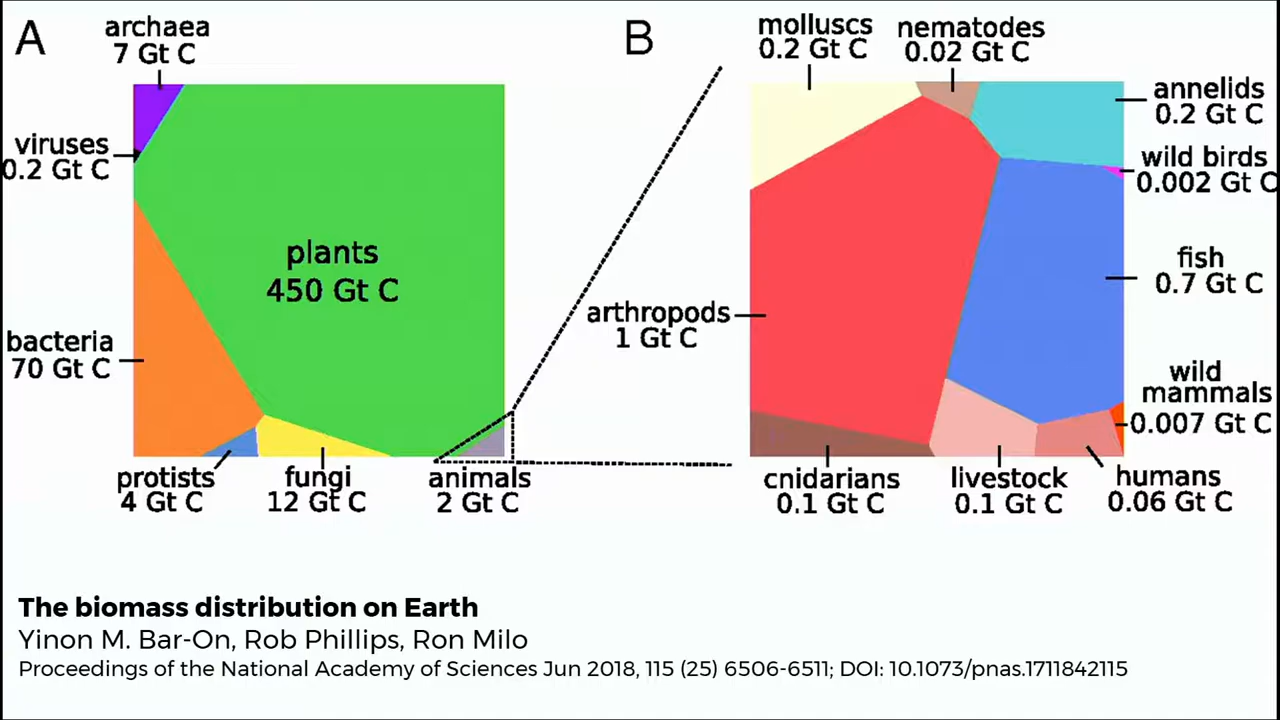 A
archaea
7 Gt C
viruses
0.2 Gt C
plants
450 Gt C
bacteria
70 Gt C
protists
4 Gt C
fungi
12 Gt C
animals
2 Gt C
B
molluscs
0.2 Gt C
nematodes
0.02 Gt C
annelids
0.2 Gt C
wild birds
0.002 Gt C
fish
0.7 Gt C
arthropods
1 Gt C
wild
mammals
0.007 Gt C
cnidarians
0.1 Gt C
livestock
0.1 Gt C
humans
0.06 Gt C
The biomass distribution on Earth
Yinon M. Bar-On, Rob Phillips, Ron Milo
Proceedings of the National Academy of Sciences Jun 2018, 115 (25) 6506-6511; DOI: 10.1073/pnas.1711842115